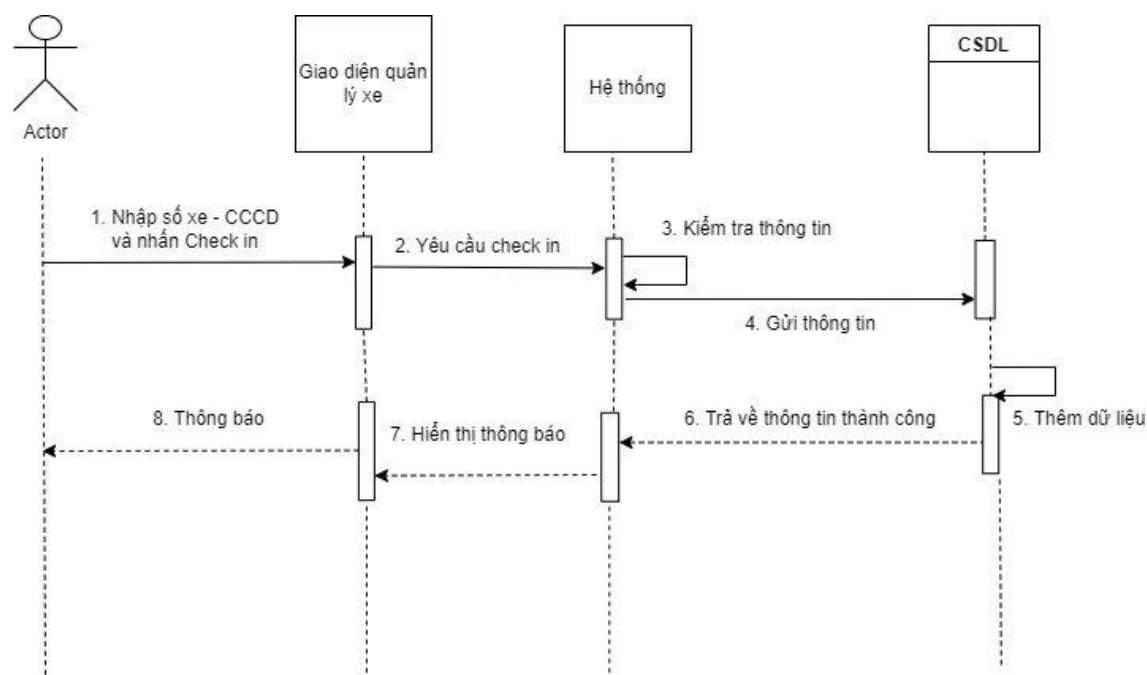 Actor
Giao diện quản
lý xe
Hệ thống
CSDL
1. Nhập số xe - CCCD
và nhấn Check in
2. Yêu cầu check in
3. Kiểm tra thông tin
4. Gửi thông tin
5. Thêm dữ liệu
6. Trả về thông tin thành công
7. Hiển thị thông báo
8. Thông báo